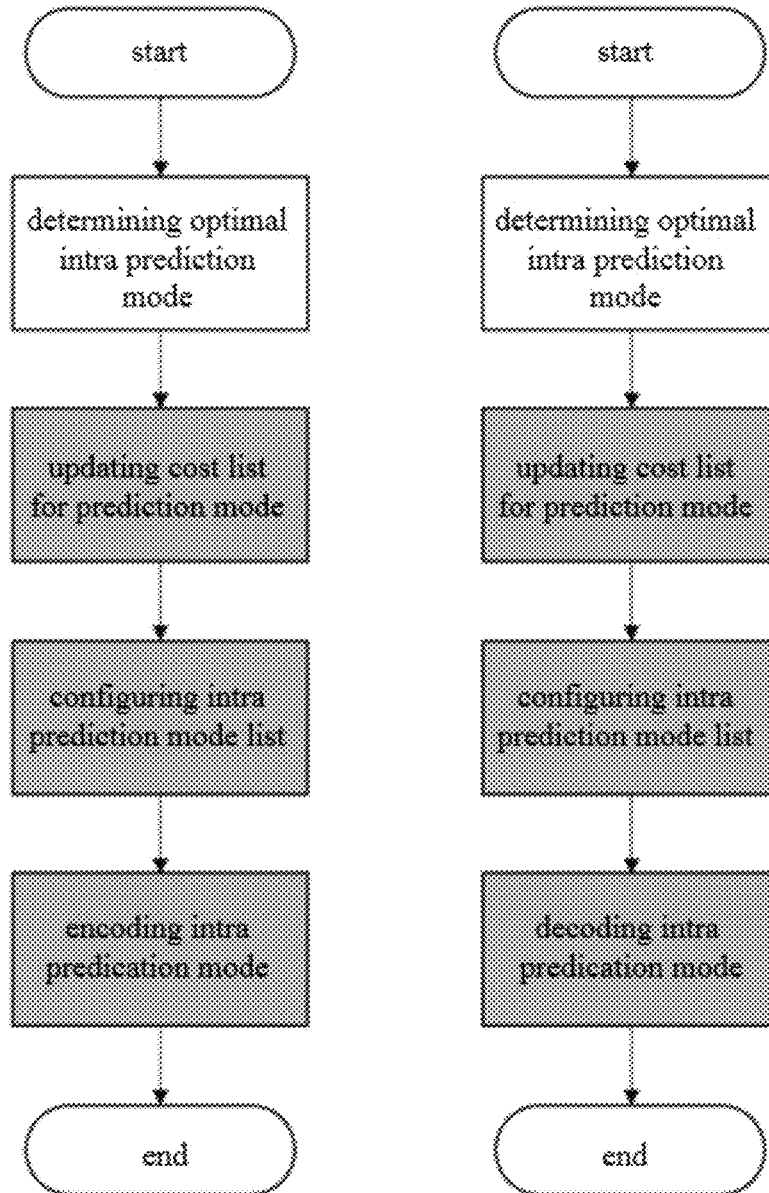 start
determining optimal
intra prediction
mode
updating cost list
for prediction mode
configuring intra
prediction mode list
encoding intra
predication mode
end
start
determining optimal
intra prediction
mode
updating cost list
for prediction mode
configuring intra
prediction mode list
decoding intra
predication mode
end